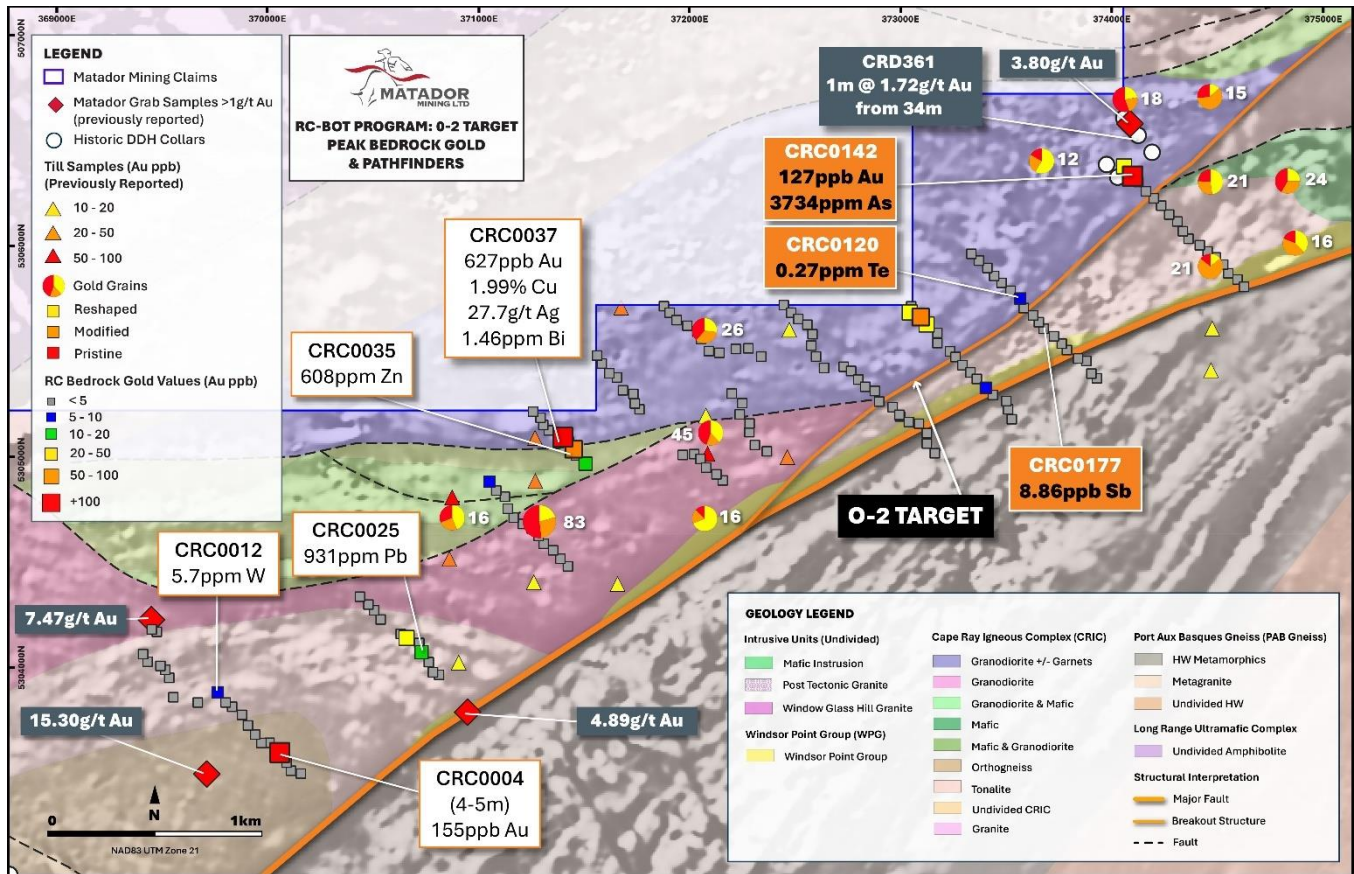 369000E
370000E
371000E
372000E
373000E
374000E
375000E
507000N
5306000N
5305000N
5304000N
LEGEND
Matador Mining Claims
Matador Grab Samples >1g/t Au
(previously reported)
Historic DDH Collars
Till Samples (Au ppb)
(Previously Reported)
10 - 20
20 - 50
50 - 100
Gold Grains
Reshaped
Modified
Pristine
RC Bedrock Gold Values (Au ppb)
< 5
5 - 10
10 - 20
20 - 50
50 - 100
+100
MATADOR
MINING LTD
RC-BOT PROGRAM: 0-2 TARGET
PEAK BEDROCK GOLD
& PATHFINDERS
CRD361
1m @ 1.72g/t Au
from 34m
3.80g/t Au
18
15
12
CRC0142
127ppb Au
3734ppm As
21
24
16
21
CRC0120
0.27ppm Te
CRC0037
627ppb Au
1.99% Cu
27.7g/t Ag
1.46ppm Bi
26
CRC0035
608ppm Zn
45
CRC0177
8.86ppb Sb
O-2 TARGET
16
83
16
CRC0012
5.7ppm W
CRC0025
931ppm Pb
7.47g/t Au
15.30g/t Au
4.89g/t Au
CRC0004
(4-5m)
155ppb Au
N
0
1km
NAD83 UTM Zone 21
GEOLOGY LEGEND
Intrusive Units (Undivided)
Mafic Instrusion
Post Tectonic Granite
Window Glass Hill Granite
Windsor Point Group (WPG)
Windsor Point Group
Cape Ray Igneous Complex (CRIC)
Granodiorite +/- Garnets
Granodiorite
Granodiorite & Mafic
Mafic
Mafic & Granodiorite
Orthogneiss
Tonalite
Undivided CRIC
Granite
Port Aux Basques Gneiss (PAB Gneiss)
HW Metamorphics
Metagranite
Undivided HW
Long Range Ultramafic Complex
Undivided Amphibolite
Structural Interpretation
Major Fault
Breakout Structure
Fault